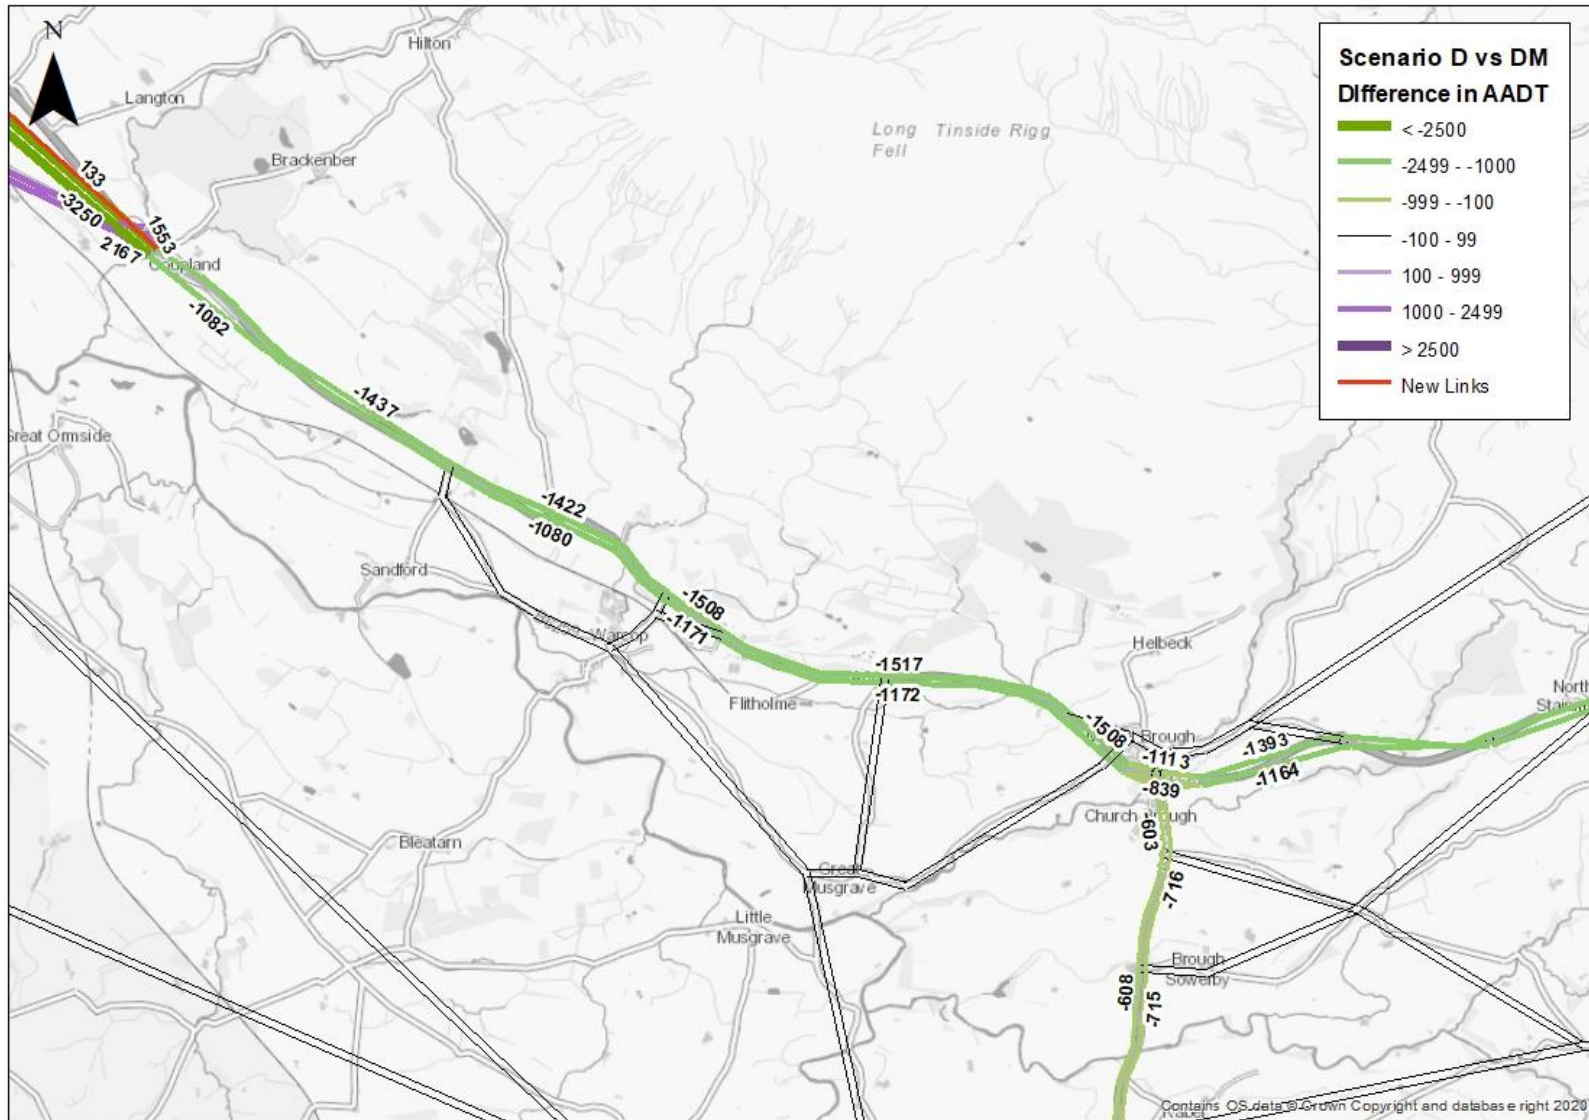 N
Scenario D vs DM
DIfference in AADT
< -2500
-2499 - -1000
-999 - -100
-100 - 99
100 - 999
1000 - 2499
> 2500
New Links
Hilton
Langton
Brackenber
Long Tinside Rigg
Fell
133
-3250
1553
2167
Coupland
-1082
-1437
Great Ormside
-1422
-1080
Sandford
-1508
-1171
Warcop
Helbeck
-1517
-1172
Flitholme
North
-1508
Brough
-1113
-1393
-1164
-839
Church Brough
-603
Bleatarn
Great
Musgrave
-716
Little
Musgrave
Brough
Sowerby
-608
-715
Contains OS data © Crown Copyright and database right 2020